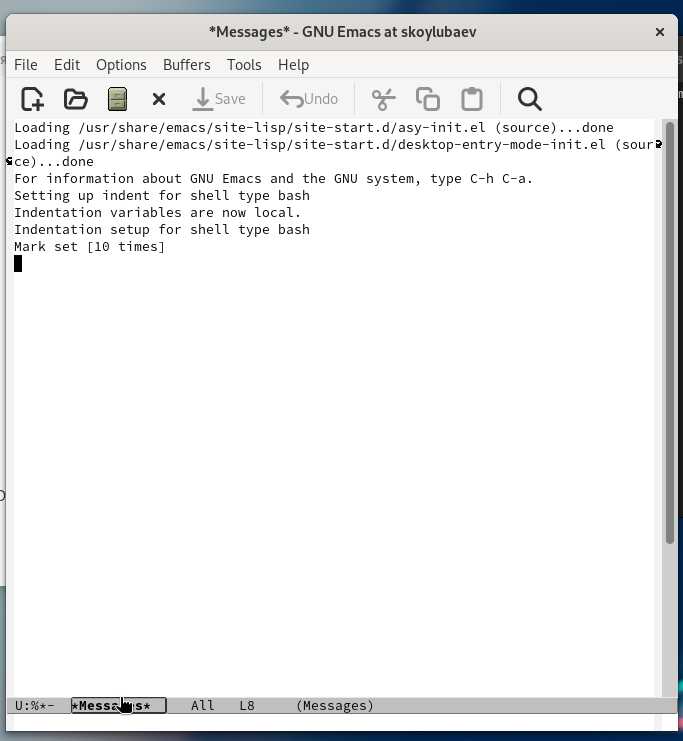 *Messages* - GNU Emacs at skoylubaev
File Edit Options Buffers Tools Help
Save Undo
Loading /usr/share/emacs/site-lisp/site-start.d/asy-init.el (source)...done
Loading /usr/share/emacs/site-lisp/site-start.d/desktop-entry-mode-init.el (sour
ce)...done
For information about GNU Emacs and the GNU system, type C-h C-a.
Setting up indent for shell type bash
Indentation variables are now local.
Indentation setup for shell type bash
Mark set [10 times]
U:%*- *Messages* All L8 (Messages)